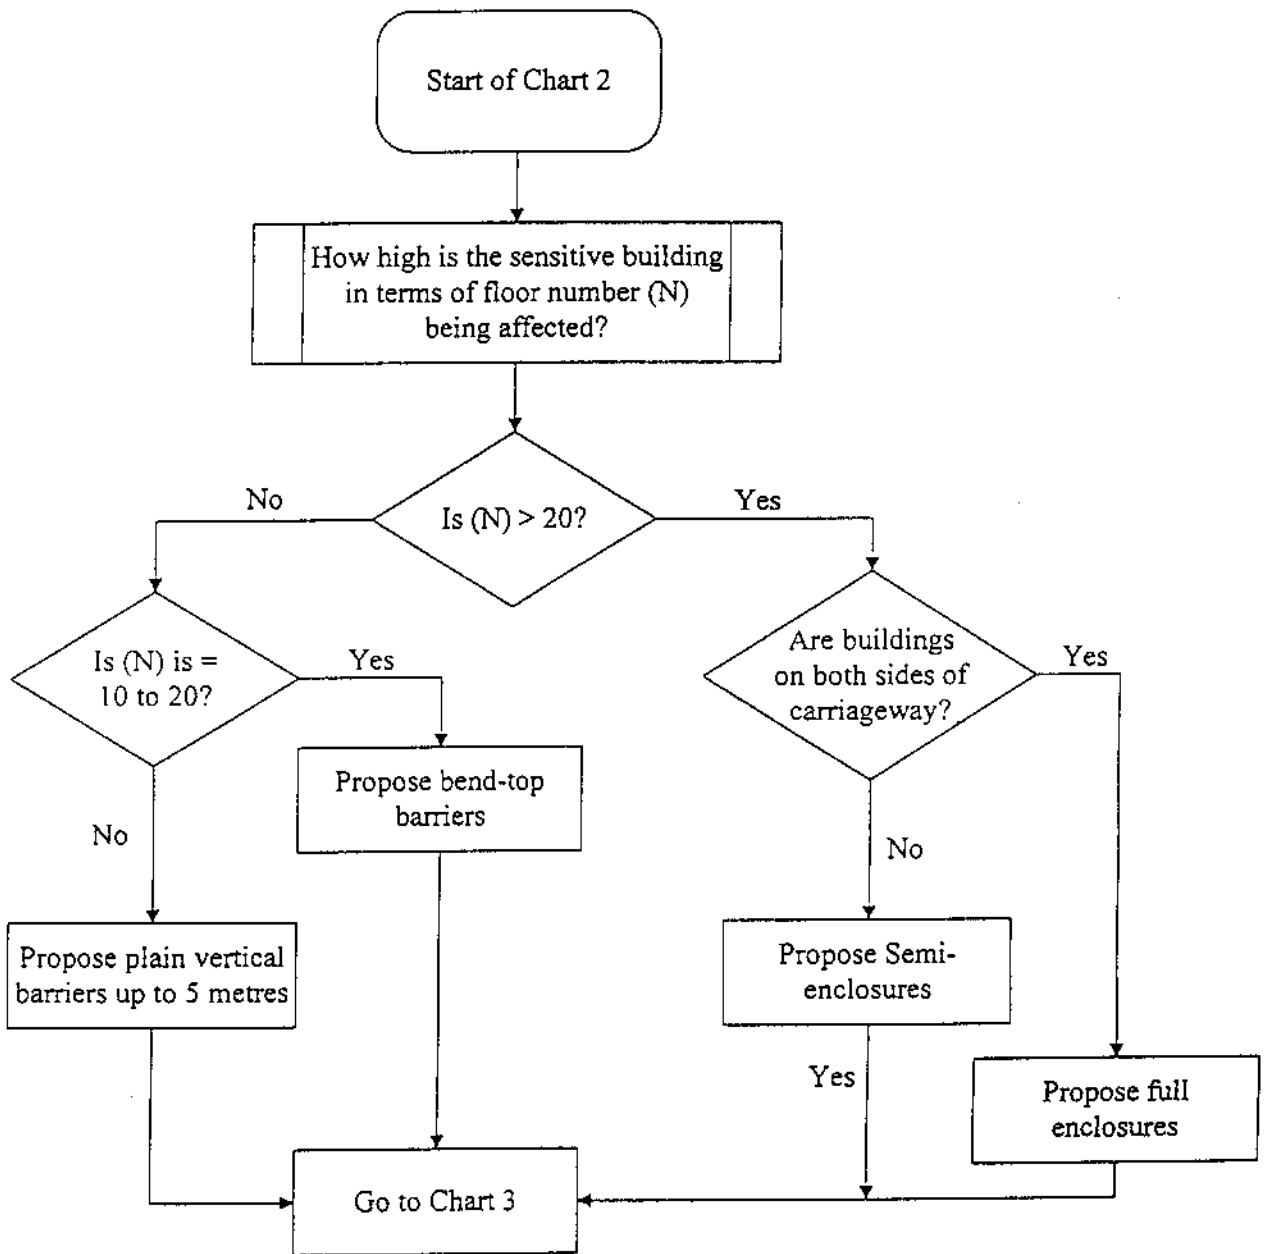 Start of Chart 2
How high is the sensitive building
in terms of floor number (N)
being affected?
No
Yes
Is (N) > 20?
Is (N) is =
10 to 20?
Yes
Are buildings
on both sides of
carriageway?
Yes
Propose bend-top
barriers
No
No
Propose plain vertical
barriers up to 5 metres
Propose Semi-
enclosures
Yes
Propose full
enclosures
Go to Chart 3